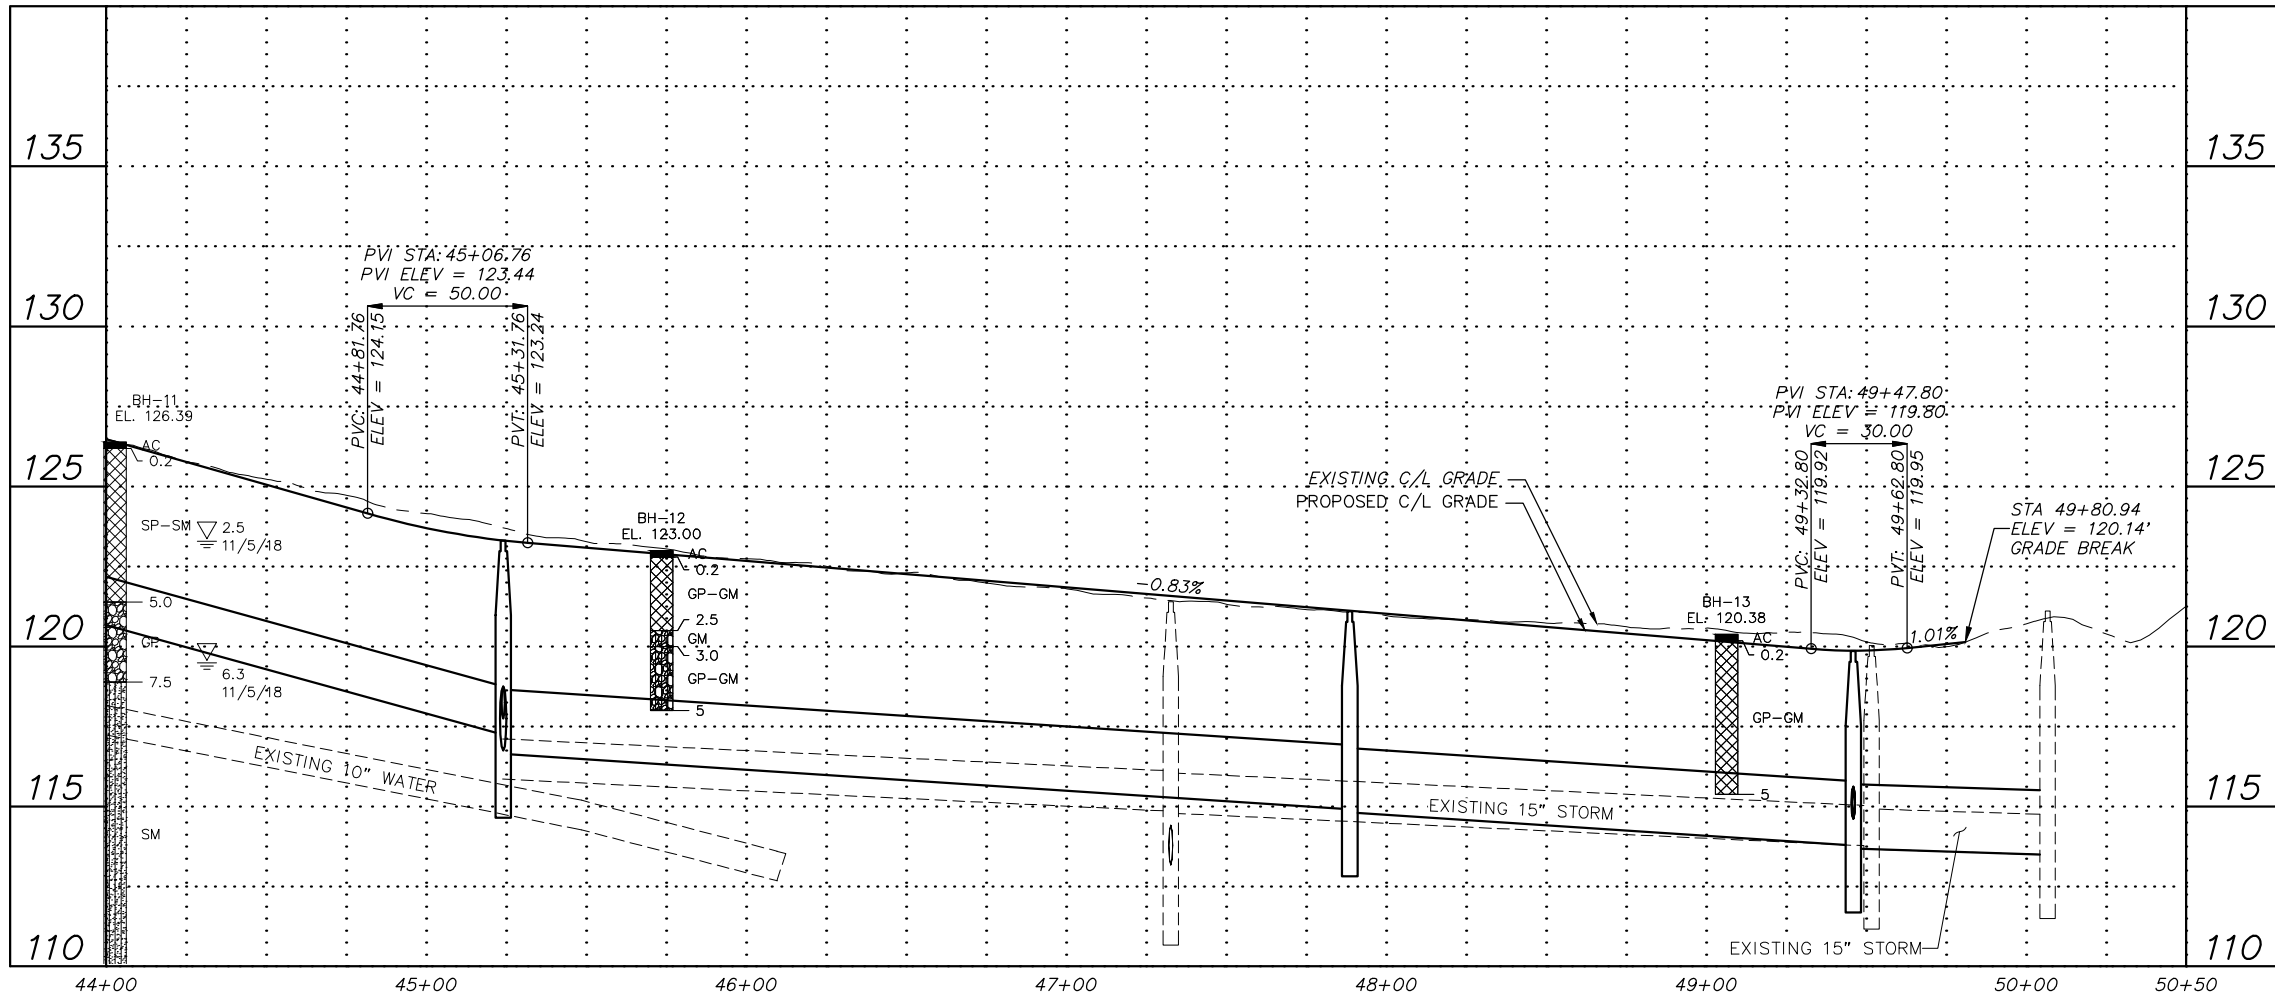 135
135
PVI STA: 45+06.76
PVI ELEV = 123.44
VC = 50.00
130
130
PVC: 44+81.76
ELEV = 124.15
PVT: 45+31.76
ELEV = 123.24
BH-11
EL. 126.39
AC
0.2
PVI STA: 49+47.80
PVI ELEV = 119.80
VC = 30.00
PVC: 49+32.80
ELEV = 119.92
PVT: 49+62.80
ELEV = 119.95
125
125
EXISTING C/L GRADE
PROPOSED C/L GRADE
STA 49+80.94
ELEV = 120.14'
GRADE BREAK
SP-SM
2.5
11/5/18
BH-12
EL. 123.00
AC
0.2
GP-GM
2.5
GM
3.0
GP-GM
5
-0.83%
5.0
GP
6.3
11/5/18
7.5
BH-13
EL. 120.38
AC
0.2
GP-GM
5
1.01%
120
120
EXISTING 10" WATER
115
115
EXISTING 15" STORM
SM
EXISTING 15" STORM
110
110
44+00
45+00
46+00
47+00
48+00
49+00
50+00
50+50